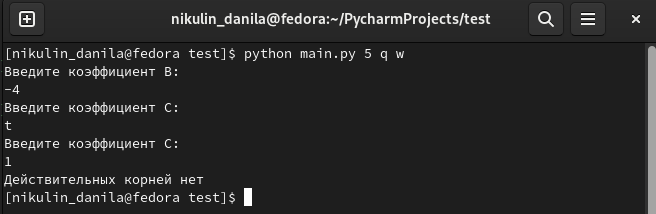 nikulin_danila@fedora:~/PycharmProjects/test
[nikulin_danila@fedora test]$ python main.py 5 q w
Введите коэффициент B:
-4
Введите коэффициент C:
t
Введите коэффициент C:
1
Действительных корней нет
[nikulin_danila@fedora test]$